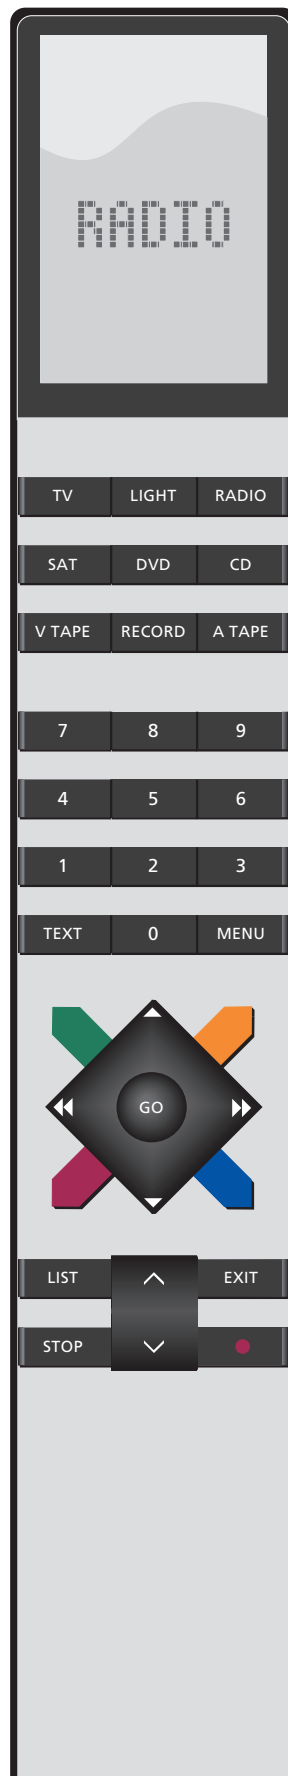 RADIO
TV LIGHT RADIO
SAT DVD CD
V TAPE RECORD A TAPE
7 8 9
4 5 6
1 2 3
TEXT 0 MENU
GO
LIST EXIT
STOP